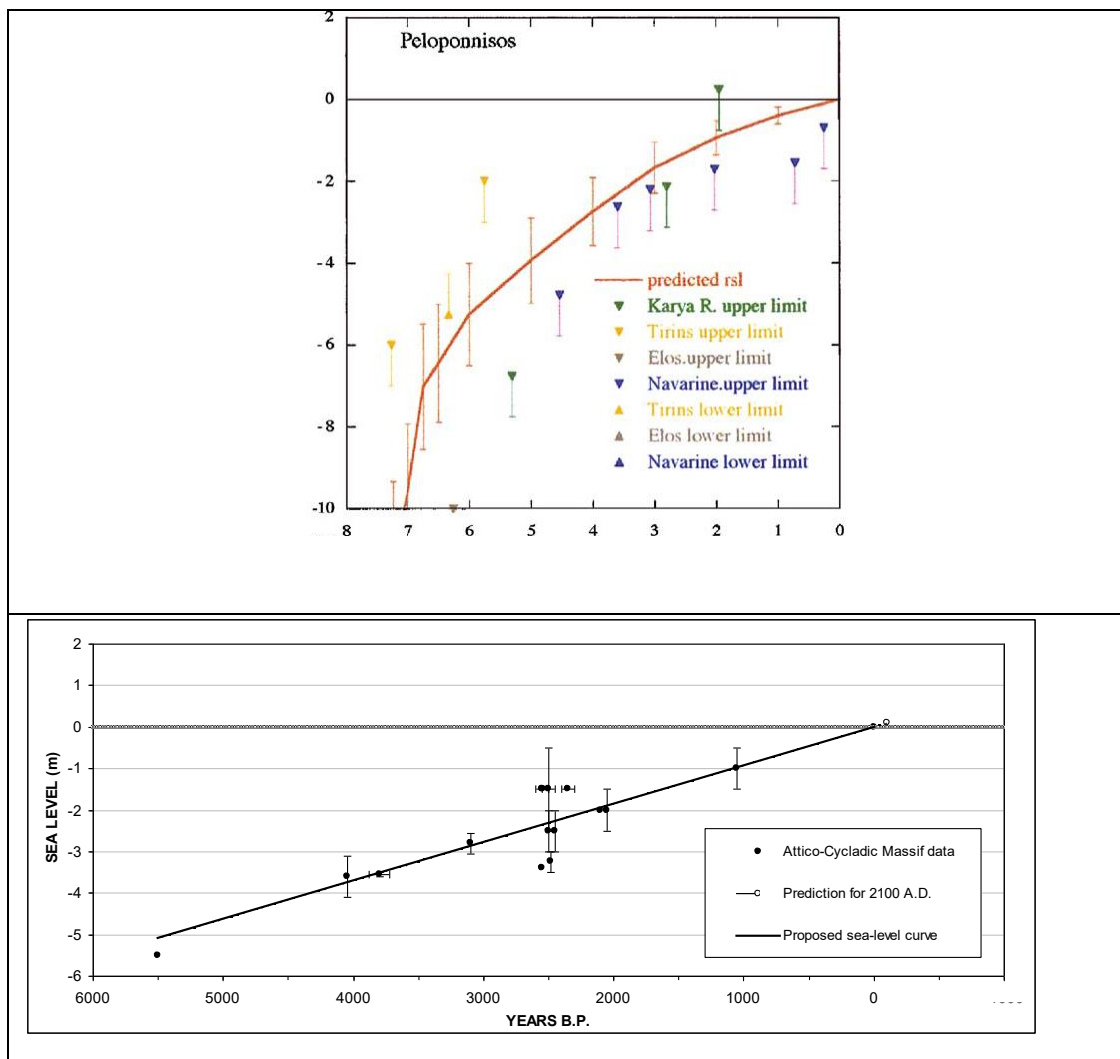 2
Peloponnisos
0
-2
-4
predicted rsl
Karya R. upper limit
Tirins upper limit
-6
Elos.upper limit
Navarine.upper limit
Tirins lower limit
-8
Elos lower limit
Navarine lower limit
-10
8 7 6 5 4 3 2 1 0
2
1
0
-1
-2
-3
-4
-5
-6
SEA LEVEL (m)
Attico-Cycladic Massif data
Prediction for 2100 A.D.
Proposed sea-level curve
6000 5000 4000 3000 2000 1000 0
YEARS B.P.